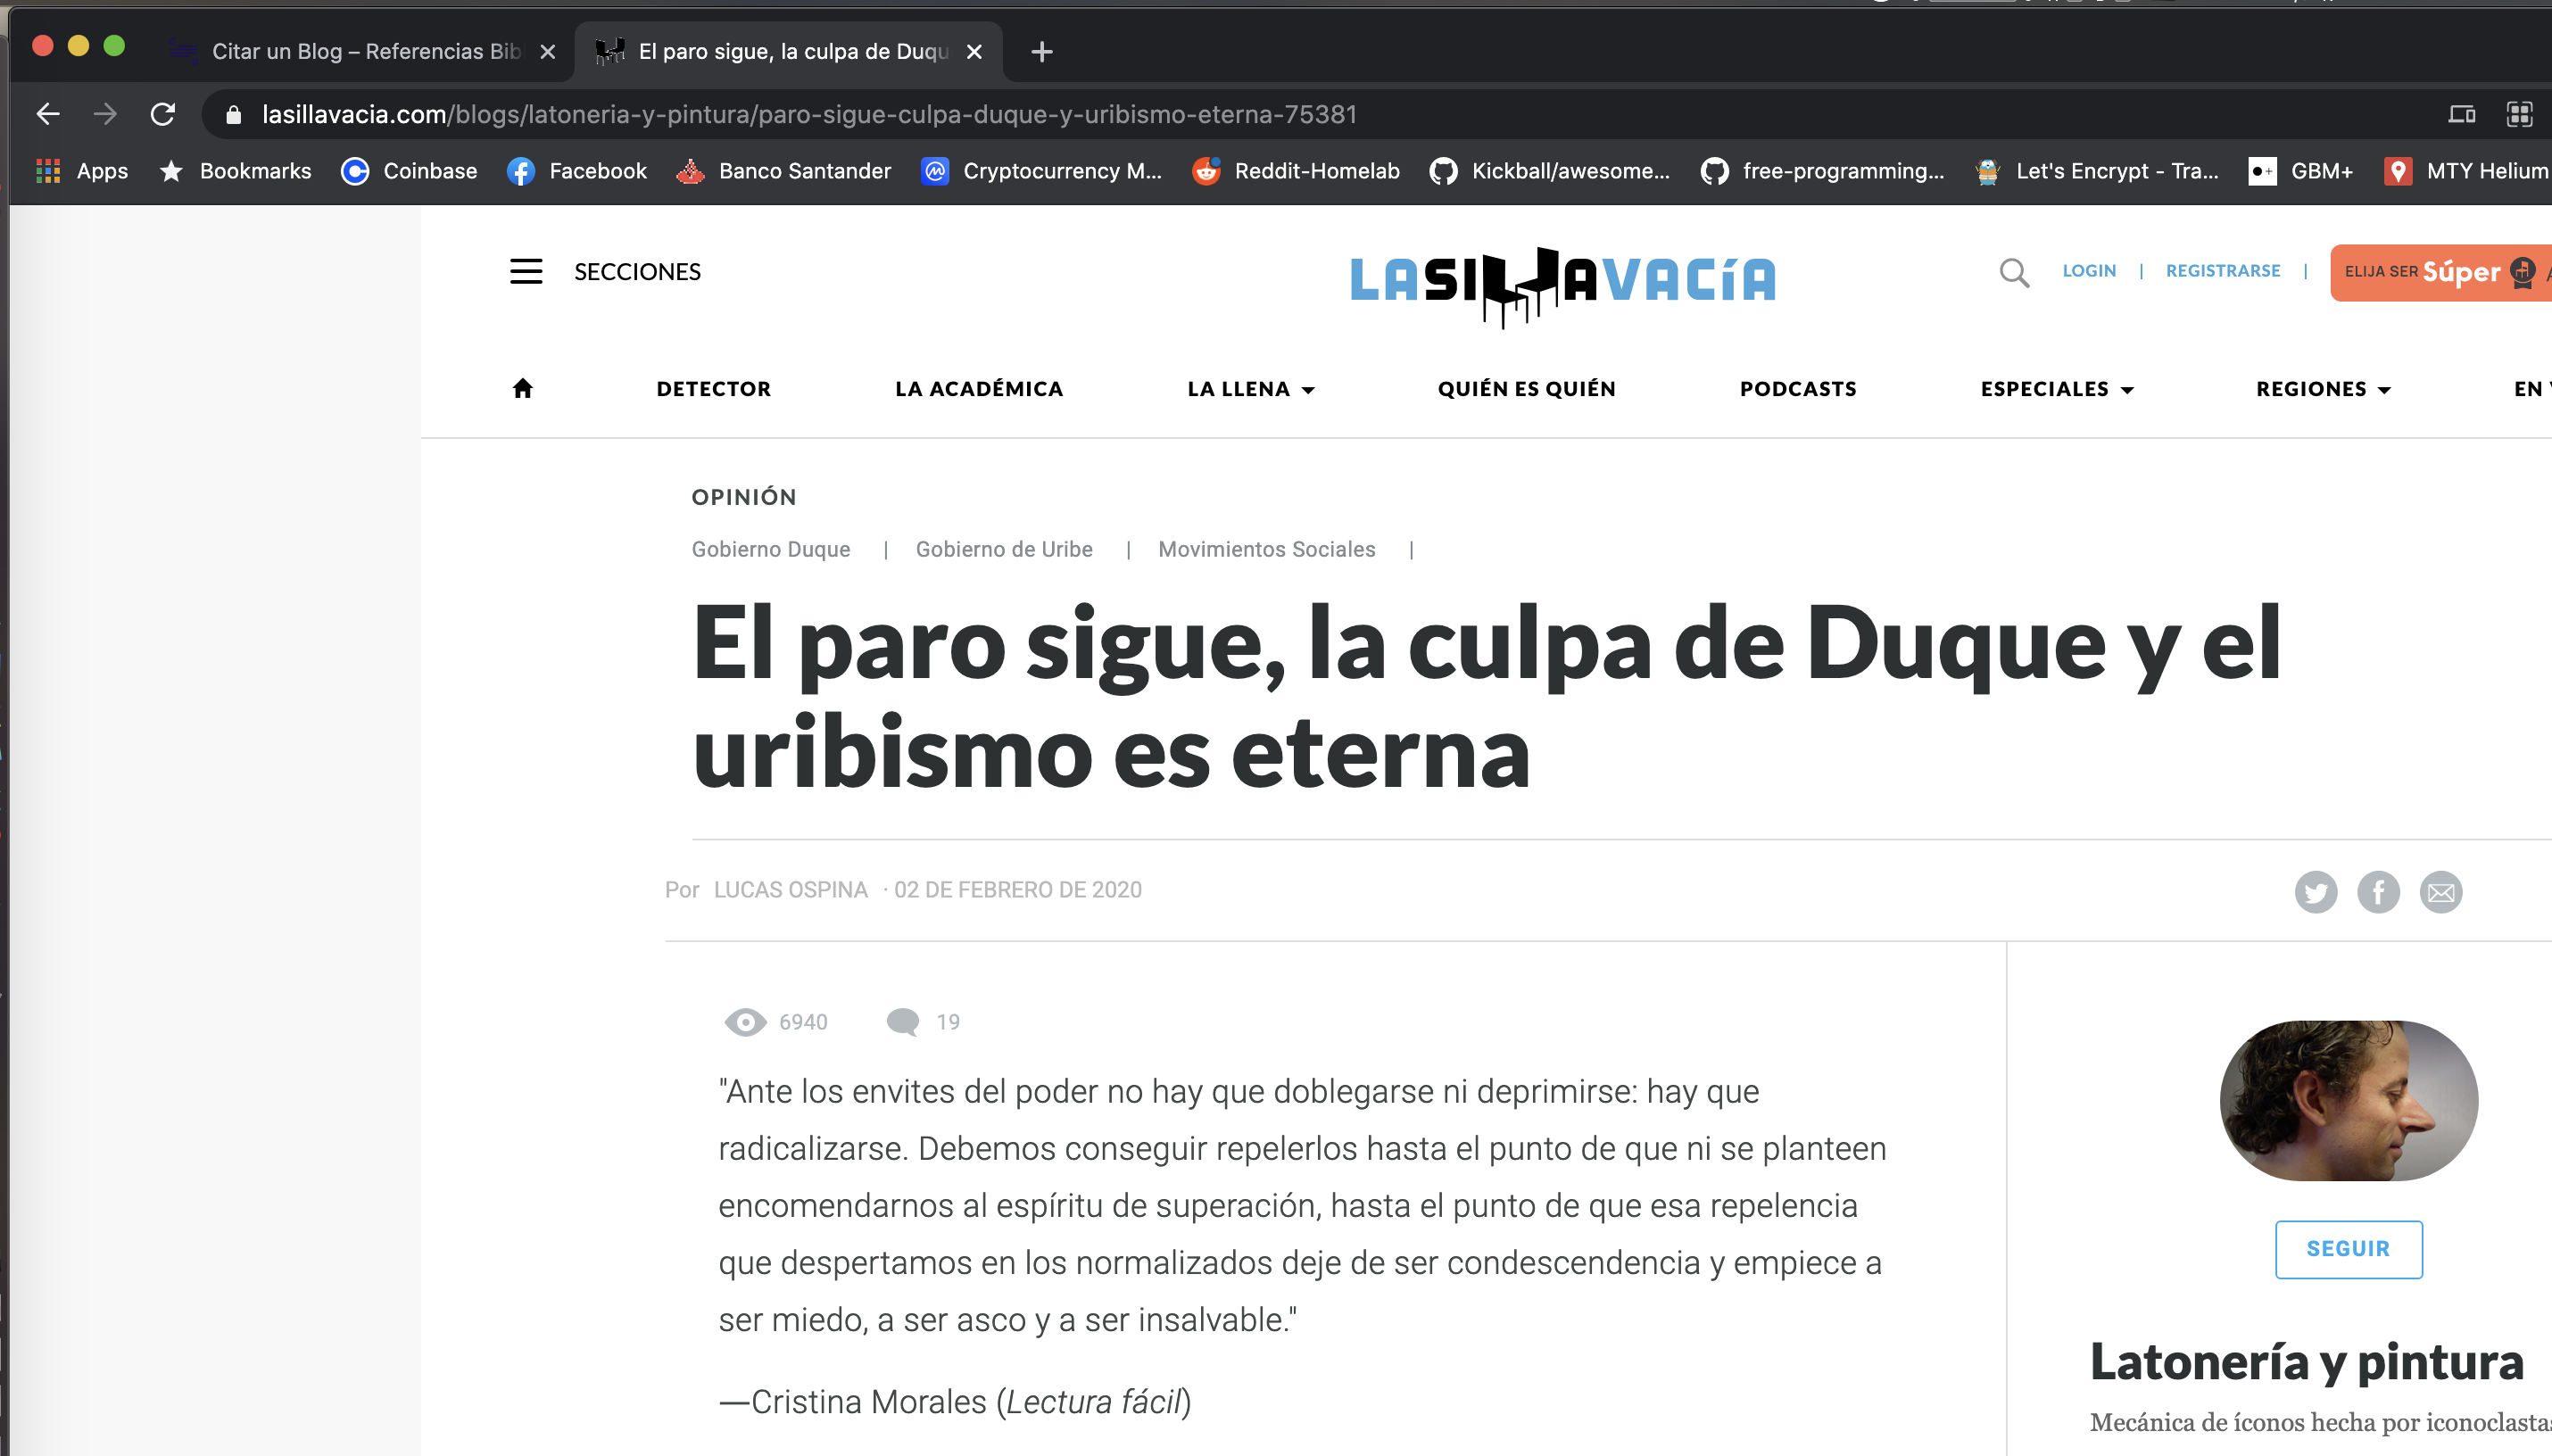 Citar un Blog – Referencias Bib
El paro sigue, la culpa de Duqu
lasillavacia.com/blogs/latoneria-y-pintura/paro-sigue-culpa-duque-y-uribismo-eterna-75381
Apps Bookmarks Coinbase Facebook Banco Santander Cryptocurrency M... Reddit-Homelab Kickball/awesome... free-programming... Let's Encrypt - Tra... GBM+ MTY Helium
SECCIONES
LASILLAVACÍA
LOGIN | REGISTRARSE | ELIJA SER Súper
DETECTOR LA ACADÉMICA LA LLENA QUIÉN ES QUIÉN PODCASTS ESPECIALES REGIONES EN
OPINIÓN
Gobierno Duque | Gobierno de Uribe | Movimientos Sociales |
El paro sigue, la culpa de Duque y el
uribismo es eterna
Por LUCAS OSPINA · 02 DE FEBRERO DE 2020
6940 19
"Ante los envites del poder no hay que doblegarse ni deprimirse: hay que
radicalizarse. Debemos conseguir repelerlos hasta el punto de que ni se planteen
encomendarnos al espíritu de superación, hasta el punto de que esa repelencia
que despertamos en los normalizados deje de ser condescendencia y empiece a
ser miedo, a ser asco y a ser insalvable."
—Cristina Morales (Lectura fácil)
SEGUIR
Latonería y pintura
Mecánica de íconos hecha por iconoclastas